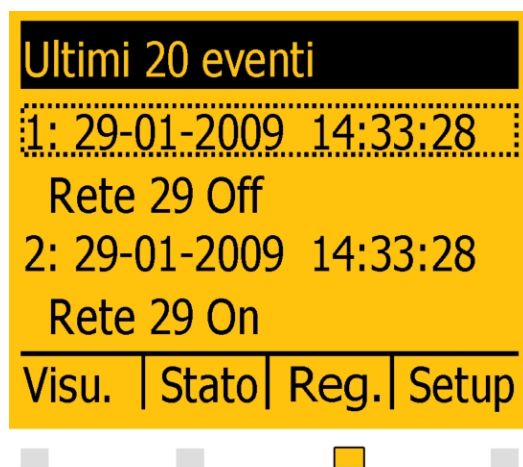 Ultimi 20 eventi
1: 29-01-2009 14:33:28
Rete 29 Off
2: 29-01-2009 14:33:28
Rete 29 On
Visu. Stato Reg. Setup